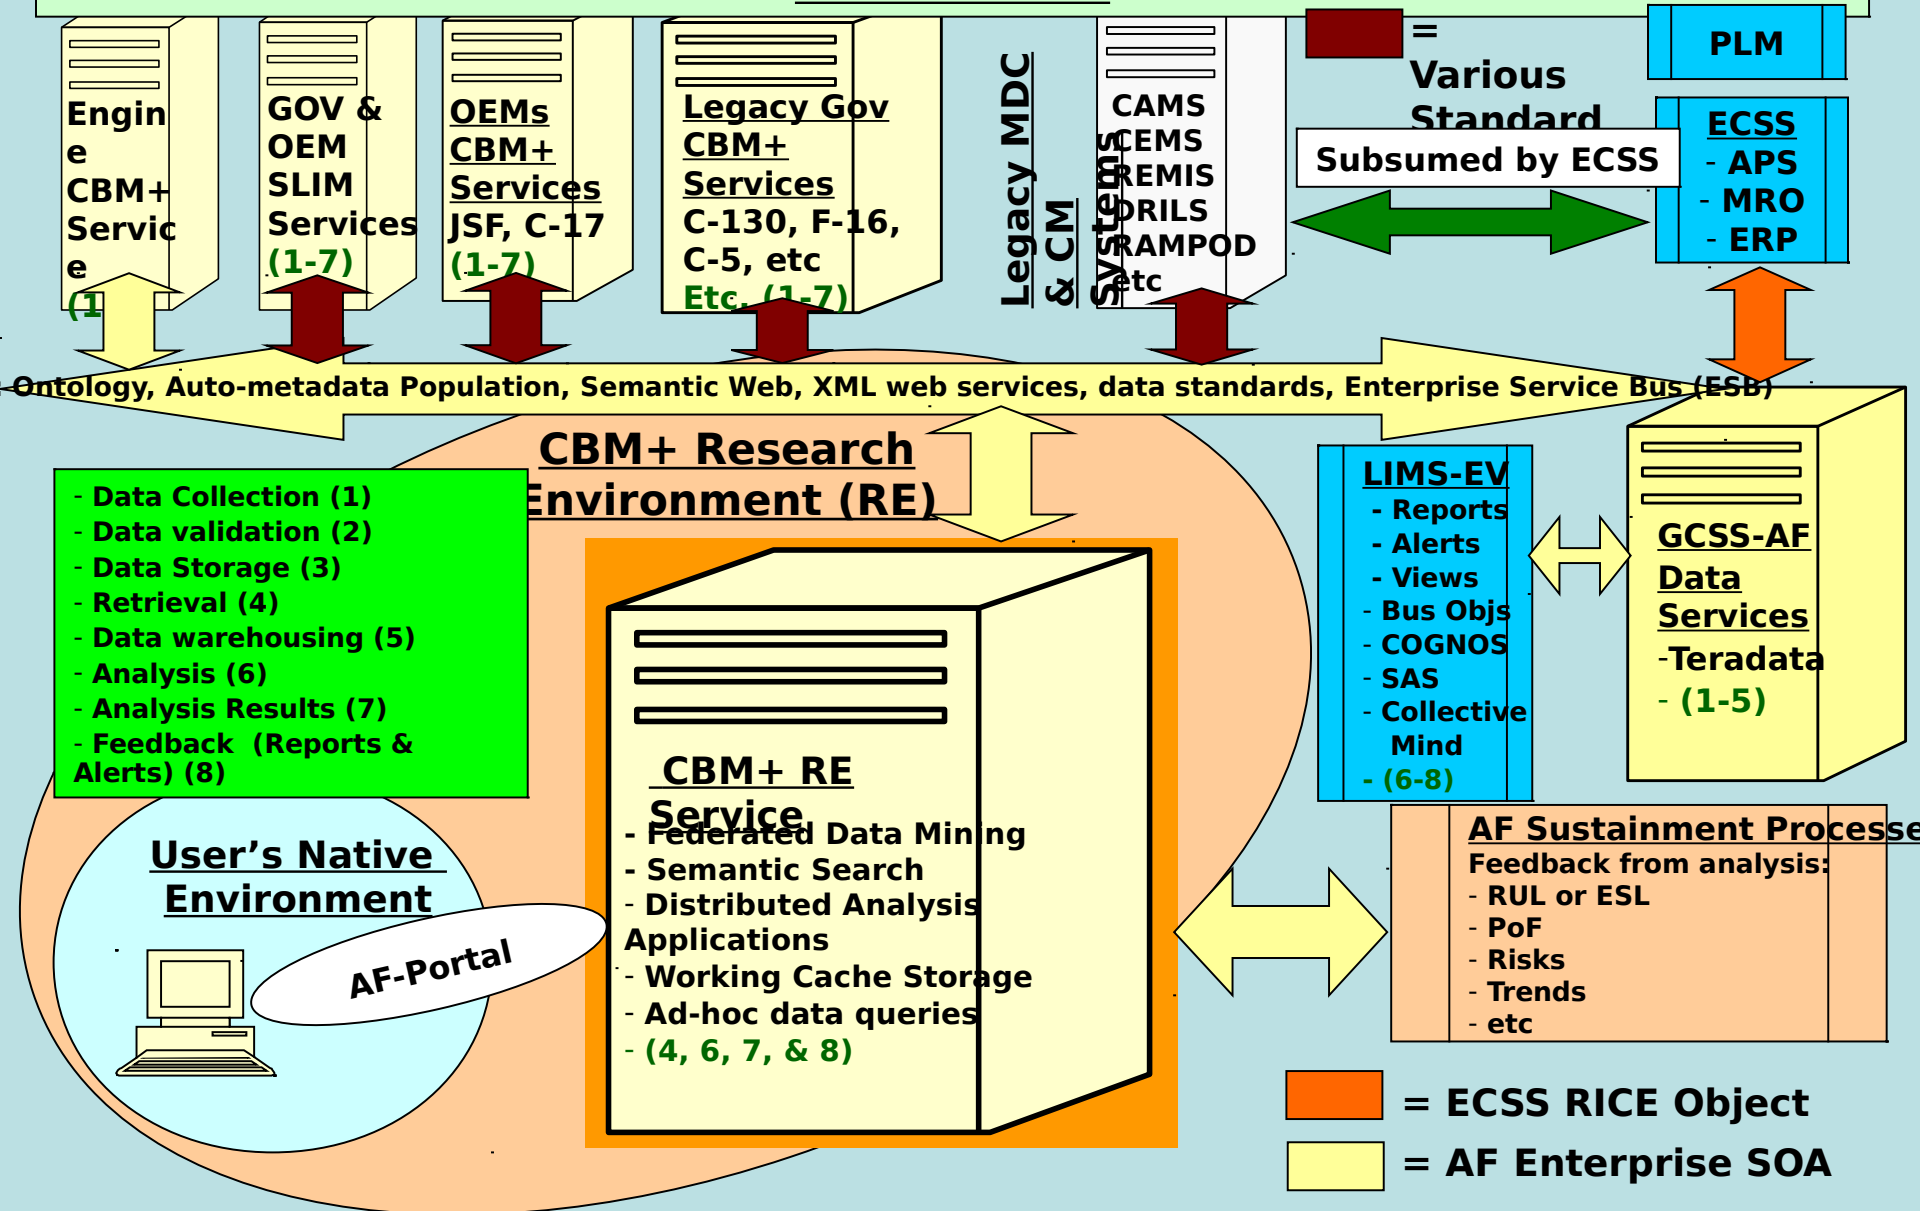 Engin
e
CBM+
Servic
e
(1
GOV &
OEM
SLIM
Services
(1-7)
OEMs
CBM+
Services
JSF, C-17
(1-7)
Legacy Gov
CBM+
Services
C-130, F-16,
C-5, etc
Etc. (1-7)
Legacy MDC
& CM
Systems
CAMS
CEMS
REMIS
DRILS
RAMPOD
etc
=
Various
Standard
Subsumed by ECSS
PLM
ECSS
- APS
- MRO
- ERP
Ontology, Auto-metadata Population, Semantic Web, XML web services, data standards, Enterprise Service Bus (ESB)
CBM+ Research
Environment (RE)
- Data Collection (1)
- Data validation (2)
- Data Storage (3)
- Retrieval (4)
- Data warehousing (5)
- Analysis (6)
- Analysis Results (7)
- Feedback  (Reports &
Alerts) (8)
LIMS-EV
- Reports
- Alerts
- Views
- Bus Objs
- COGNOS
- SAS
- Collective
Mind
- (6-8)
GCSS-AF
Data
Services
-Teradata
- (1-5)
CBM+ RE
Service
- Federated Data Mining
- Semantic Search
- Distributed Analysis
Applications
- Working Cache Storage
- Ad-hoc data queries
- (4, 6, 7, & 8)
User’s Native
Environment
AF-Portal
AF Sustainment Processe
Feedback from analysis:
- RUL or ESL
- PoF
- Risks
- Trends
- etc
= ECSS RICE Object
= AF Enterprise SOA